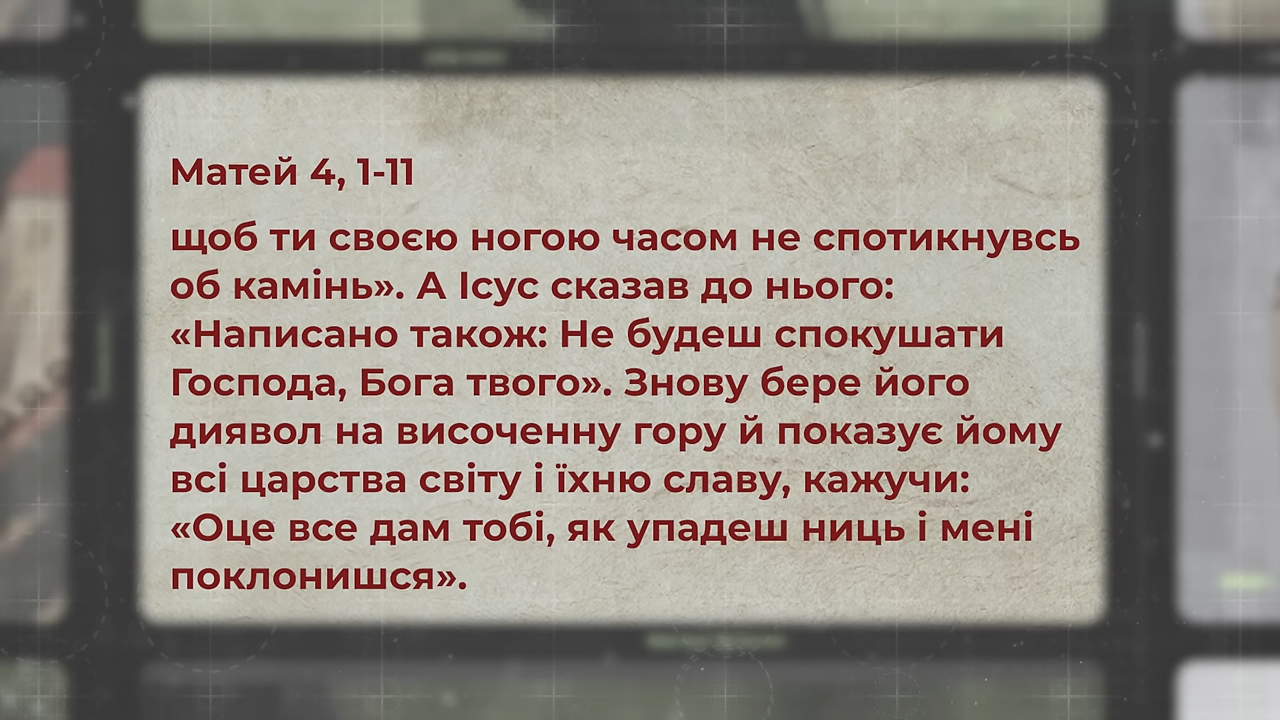 Матей 4, 1-11
щоб ти своєю ногою часом не спотикнувсь
об камінь». А Ісус сказав до нього:
«Написано також: Не будеш спокушати
Господа, Бога твого». Знову бере його
диявол на височенну гору й показує йому
всі царства світу і їхню славу, кажучи:
«Оце все дам тобі, як упадеш ниць і мені
поклонишся».